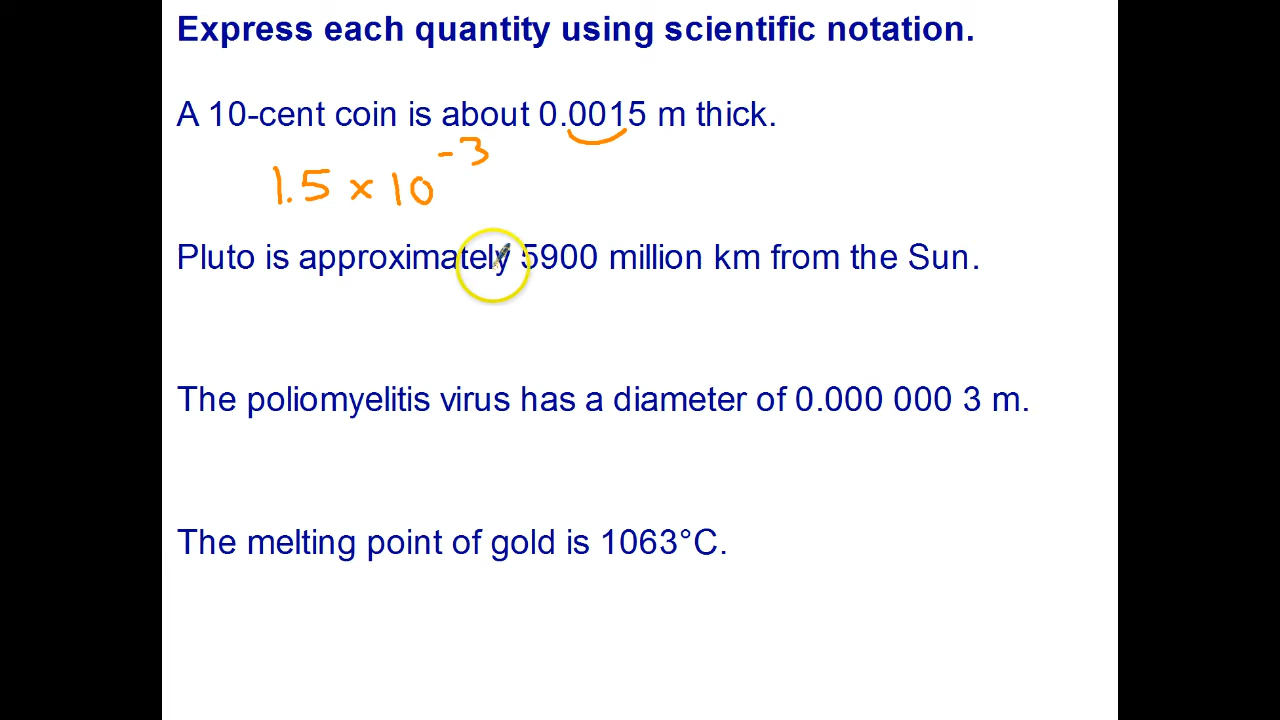 Express each quantity using scientific notation.
A 10-cent coin is about 0.0015 m thick.
1.5 × 10⁻³
Pluto is approximately 5900 million km from the Sun.
The poliomyelitis virus has a diameter of 0.000 000 3 m.
The melting point of gold is 1063°C.